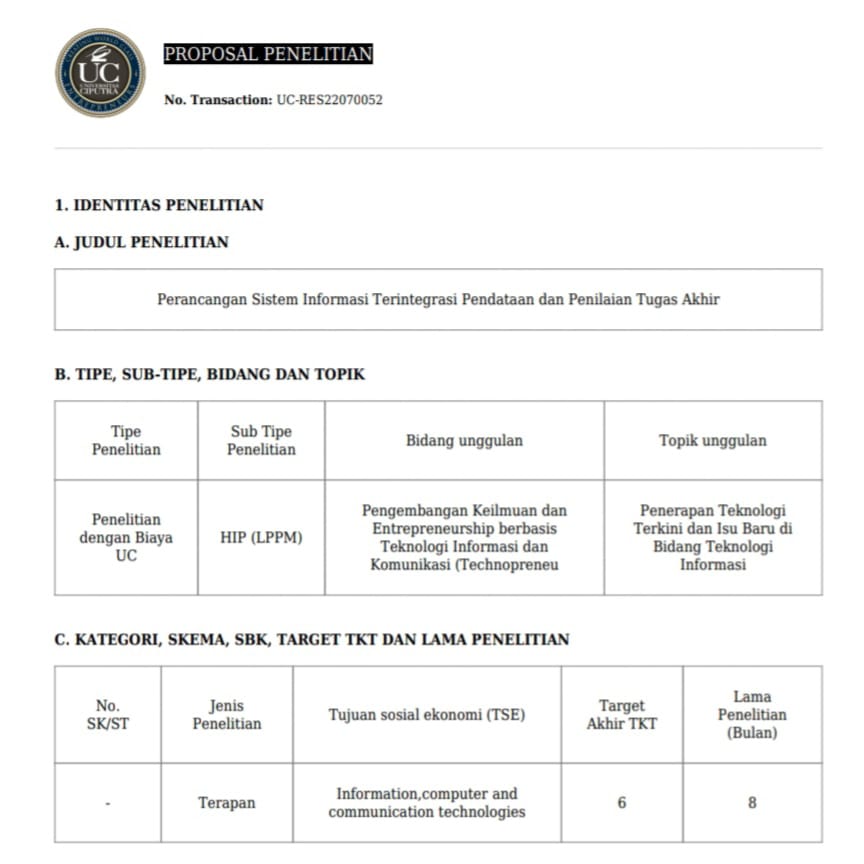 CREATING WORLD CLASS
UC
UNIVERSITAS
CIPUTRA
ENTREPRENEURS
PROPOSAL PENELITIAN
No. Transaction: UC-RES22070052
1. IDENTITAS PENELITIAN
A. JUDUL PENELITIAN
Perancangan Sistem Informasi Terintegrasi Pendataan dan Penilaian Tugas Akhir
B. TIPE, SUB-TIPE, BIDANG DAN TOPIK
Tipe
Penelitian
Sub Tipe
Penelitian
Bidang unggulan
Topik unggulan
Penelitian
dengan Biaya
UC
HIP (LPPM)
Pengembangan Keilmuan dan
Entrepreneurship berbasis
Teknologi Informasi dan
Komunikasi (Technopreneu
Penerapan Teknologi
Terkini dan Isu Baru di
Bidang Teknologi
Informasi
C. KATEGORI, SKEMA, SBK, TARGET TKT DAN LAMA PENELITIAN
No.
SK/ST
Jenis
Penelitian
Tujuan sosial ekonomi (TSE)
Target
Akhir TKT
Lama
Penelitian
(Bulan)
-
Terapan
Information,computer and
communication technologies
6
8